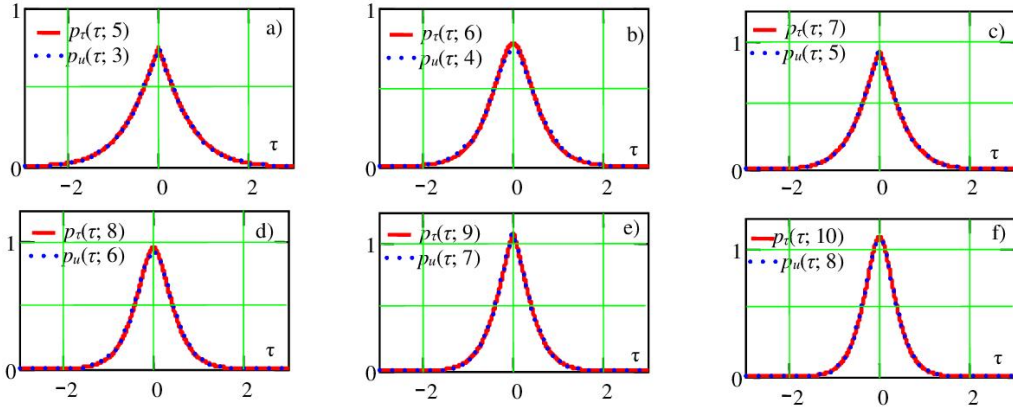 1
a)
p_τ(τ; 5)
p_u(τ; 3)
τ
0
−2 0 2
1
b)
p_τ(τ; 6)
p_u(τ; 4)
τ
0
−2 0 2
c)
p_τ(τ; 7)
1
p_u(τ; 5)
τ
0
−2 0 2
d)
p_τ(τ; 8)
1
p_u(τ; 6)
τ
0
−2 0 2
e)
p_τ(τ; 9)
1
p_u(τ; 7)
τ
0
−2 0 2
f)
p_τ(τ; 10)
1
p_u(τ; 8)
τ
0
−2 0 2